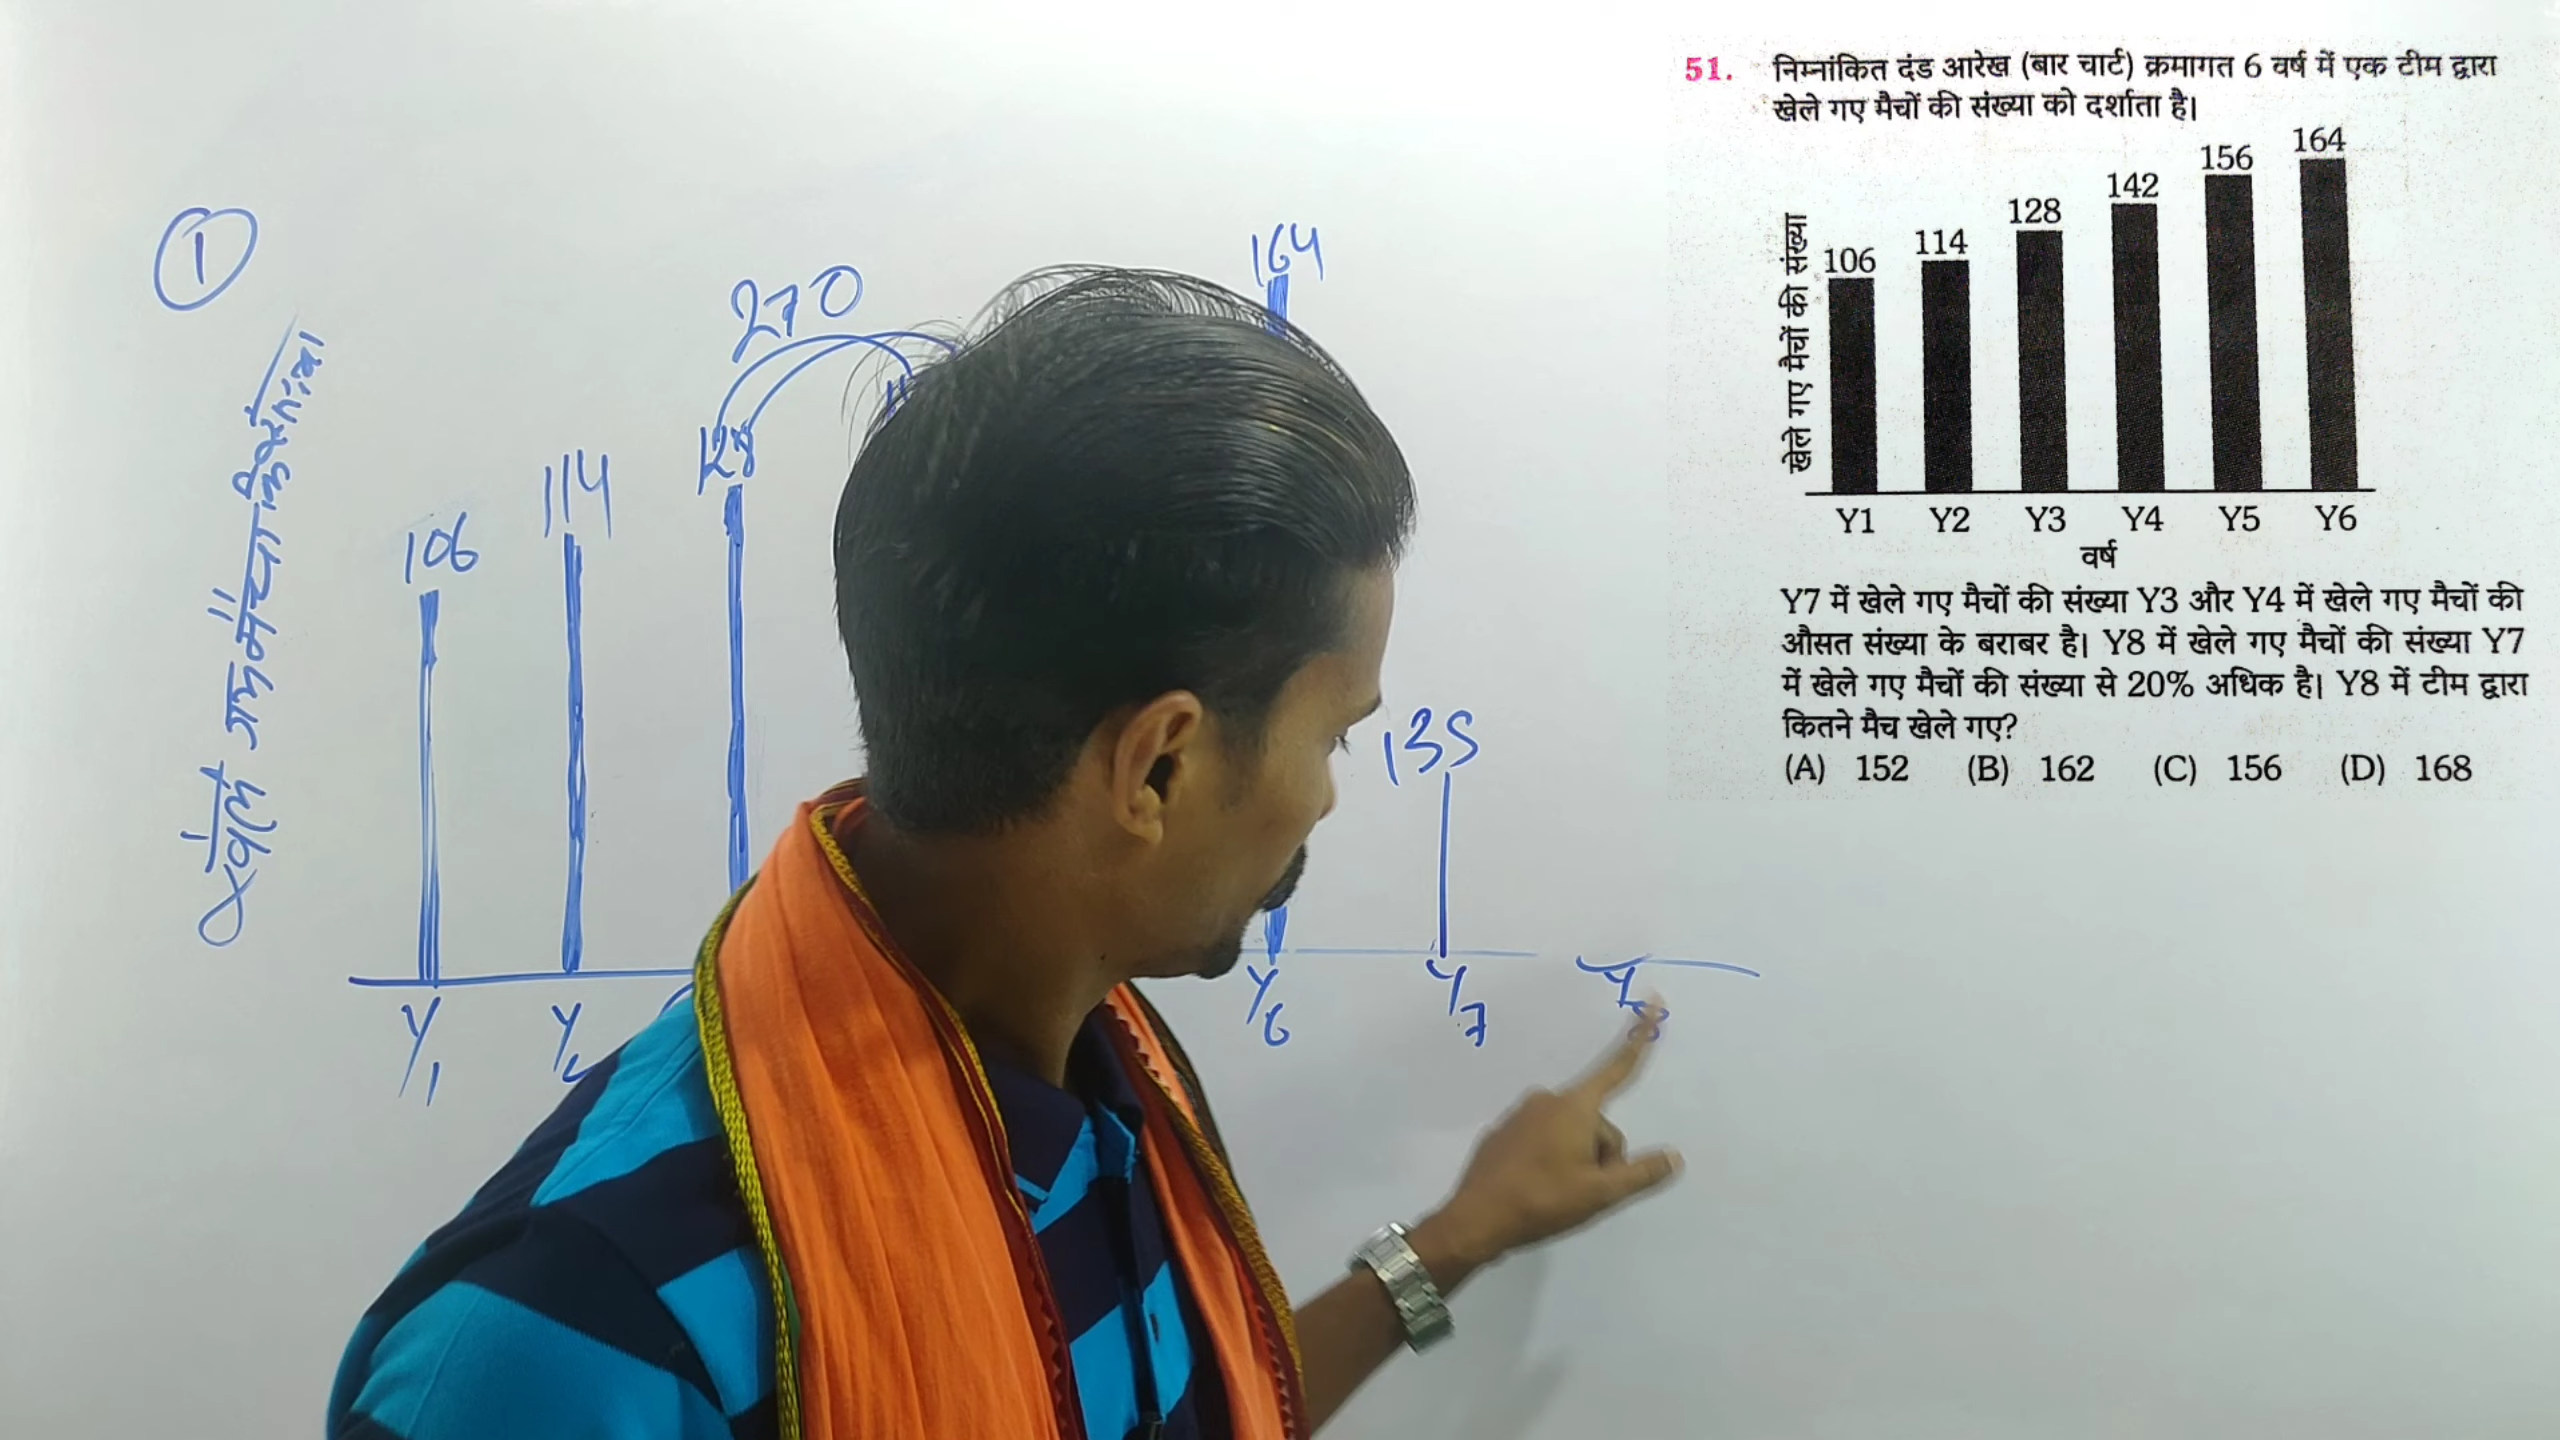 ①
खेले गए मैचों की संख्या
106
114
128
270
164
135
Y1
Y2
Y6
Y7
Y8
51. निम्नांकित दंड आरेख (बार चार्ट) क्रमागत 6 वर्ष में एक टीम द्वारा
खेले गए मैचों की संख्या को दर्शाता है।
खेले गए मैचों की संख्या
106 114 128 142 156 164
Y1 Y2 Y3 Y4 Y5 Y6
वर्ष
Y7 में खेले गए मैचों की संख्या Y3 और Y4 में खेले गए मैचों की
औसत संख्या के बराबर है। Y8 में खेले गए मैचों की संख्या Y7
में खेले गए मैचों की संख्या से 20% अधिक है। Y8 में टीम द्वारा
कितने मैच खेले गए?
(A) 152 (B) 162 (C) 156 (D) 168